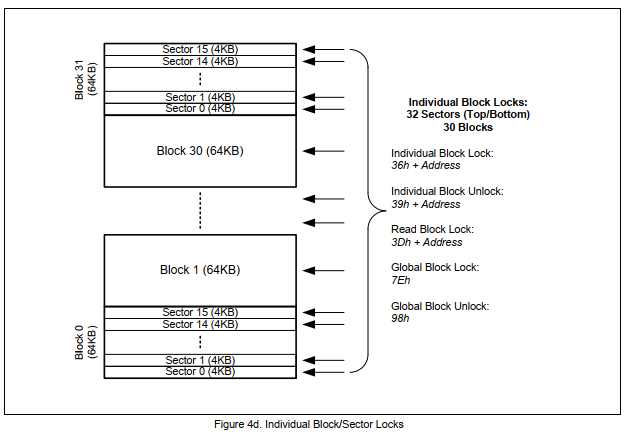 Block 31
(64KB)
Sector 15 (4KB)
Sector 14 (4KB)
Sector 1 (4KB)
Sector 0 (4KB)
Block 30 (64KB)
Block 1 (64KB)
Block 0
(64KB)
Sector 15 (4KB)
Sector 14 (4KB)
Sector 1 (4KB)
Sector 0 (4KB)
Individual Block Locks:
32 Sectors (Top/Bottom)
30 Blocks
Individual Block Lock:
36h + Address
Individual Block Unlock:
39h + Address
Read Block Lock:
3Dh + Address
Global Block Lock:
7Eh
Global Block Unlock:
98h
Figure 4d. Individual Block/Sector Locks